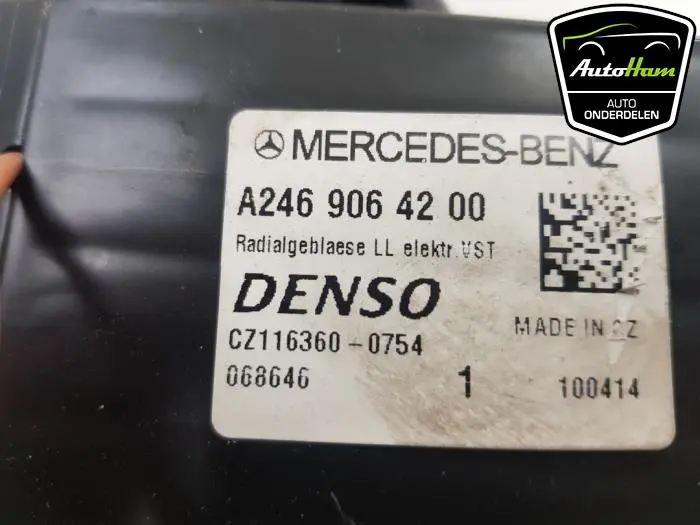 AutoHam
AUTO
ONDERDELEN
MERCEDES-BENZ
A246 906 42 00
Radialgeblaese LL elektr.VST
DENSO
MADE IN CZ
CZ116360-0754
068646 1 100414